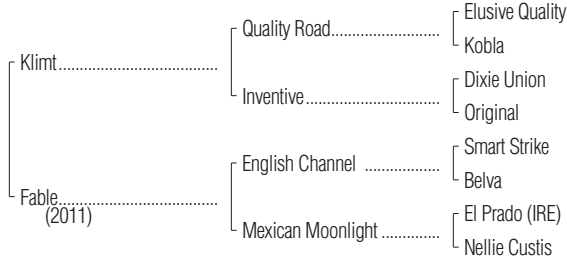 Elusive Quality
Quality Road..................................
Kobla
Klimt.....................................
Dixie Union
Inventive...............................
Original
Smart Strike
English Channel ..................
Belva
Fable.....................................
(2011)
El Prado (IRE)
Mexican Moonlight ..............
Nellie Custis